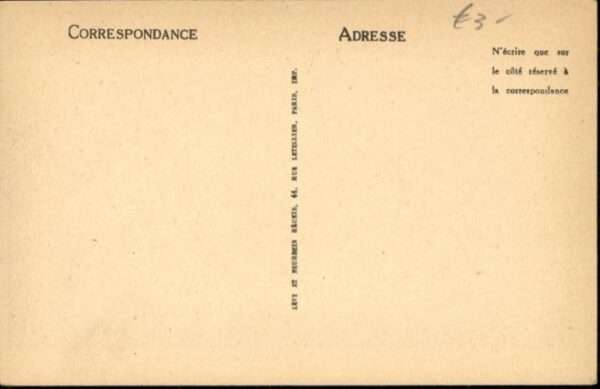 CORRESPONDANCE
ADRESSE
€3-
N'écrire que sur
le côté réservé à
la correspondance
LÉVY ET NEURDEIN RÉUNIS, 44, RUE LETELLIER, PARIS, IMP.